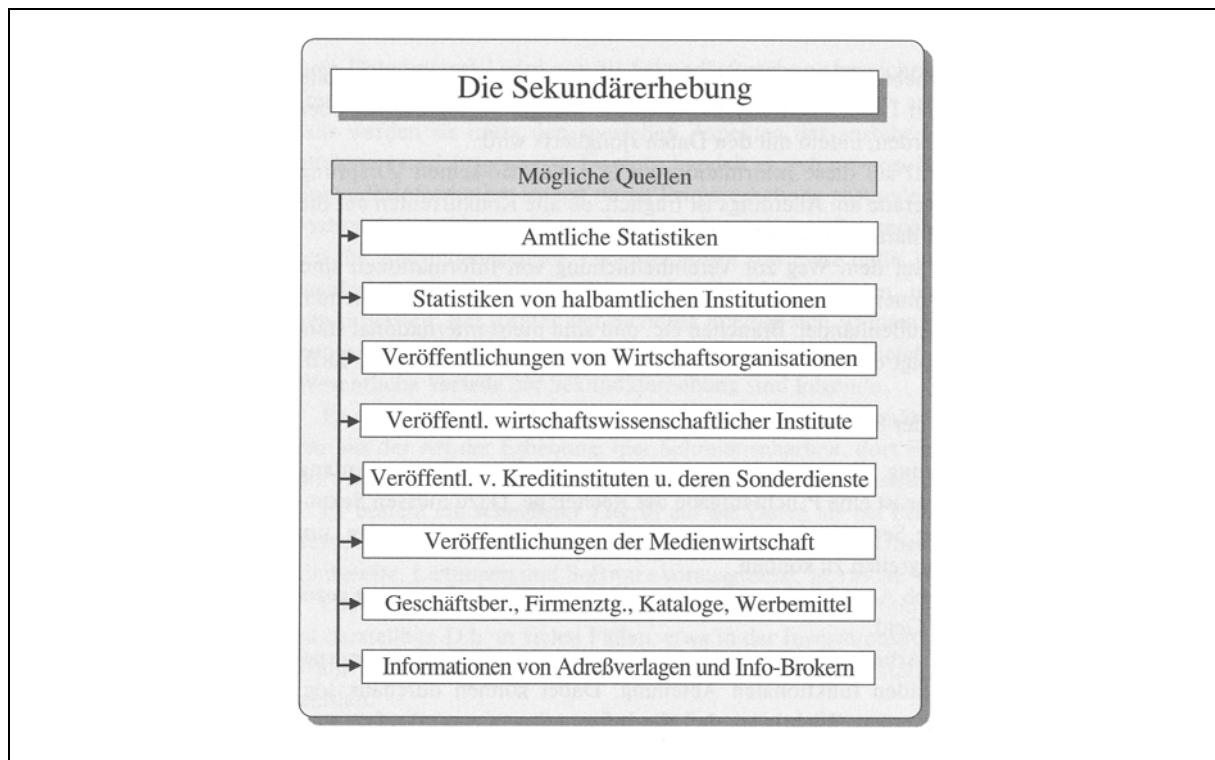 Die Sekundärerhebung
Mögliche Quellen
Amtliche Statistiken
Statistiken von halbamtlichen Institutionen
Veröffentlichungen von Wirtschaftsorganisationen
Veröffentl. wirtschaftswissenschaftlicher Institute
Veröffentl. v. Kreditinstituten u. deren Sonderdienste
Veröffentlichungen der Medienwirtschaft
Geschäftsber., Firmenztg., Kataloge, Werbemittel
Informationen von Adreßverlagen und Info-Brokern